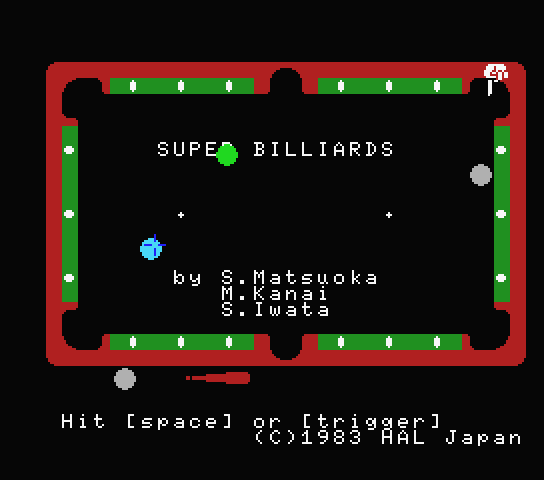 SUPER BILLIARDS
by S.Matsuoka
M.Kanai
S.Iwata
Hit [space] or [trigger]
(C)1983 HAL Japan